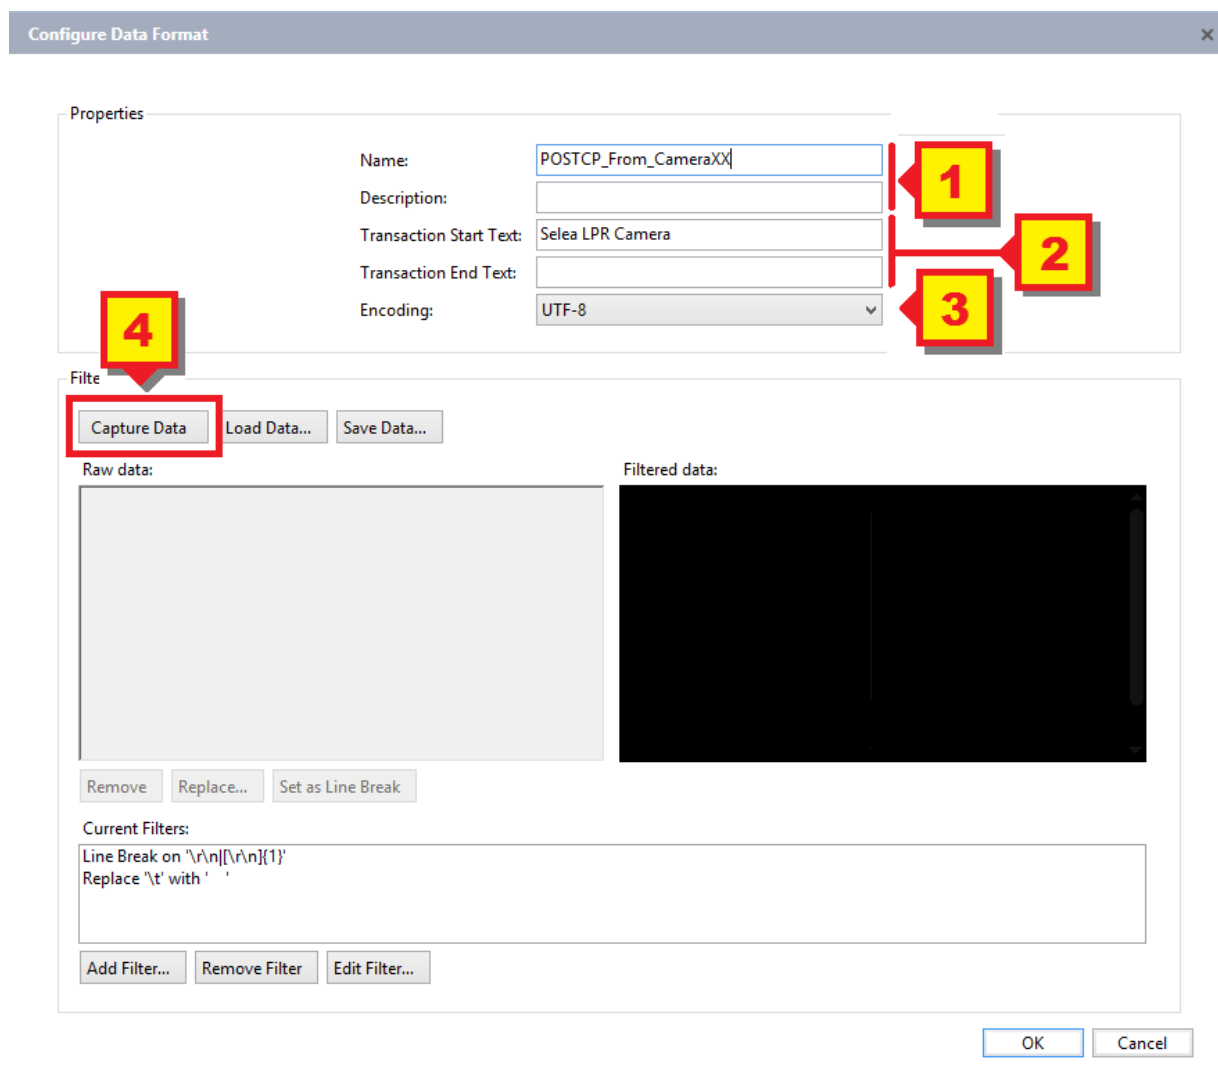 Configure Data Format
Properties
Name: POSTCP_From_CameraXX
1
Description:
Transaction Start Text: Selea LPR Camera
2
Transaction End Text:
Encoding: UTF-8
3
4
Filte
Capture Data Load Data... Save Data...
Raw data: Filtered data:
Remove Replace... Set as Line Break
Current Filters:
Line Break on '\r\n|[\r\n]{1}'
Replace '\t' with '    '
Add Filter... Remove Filter Edit Filter...
OK Cancel